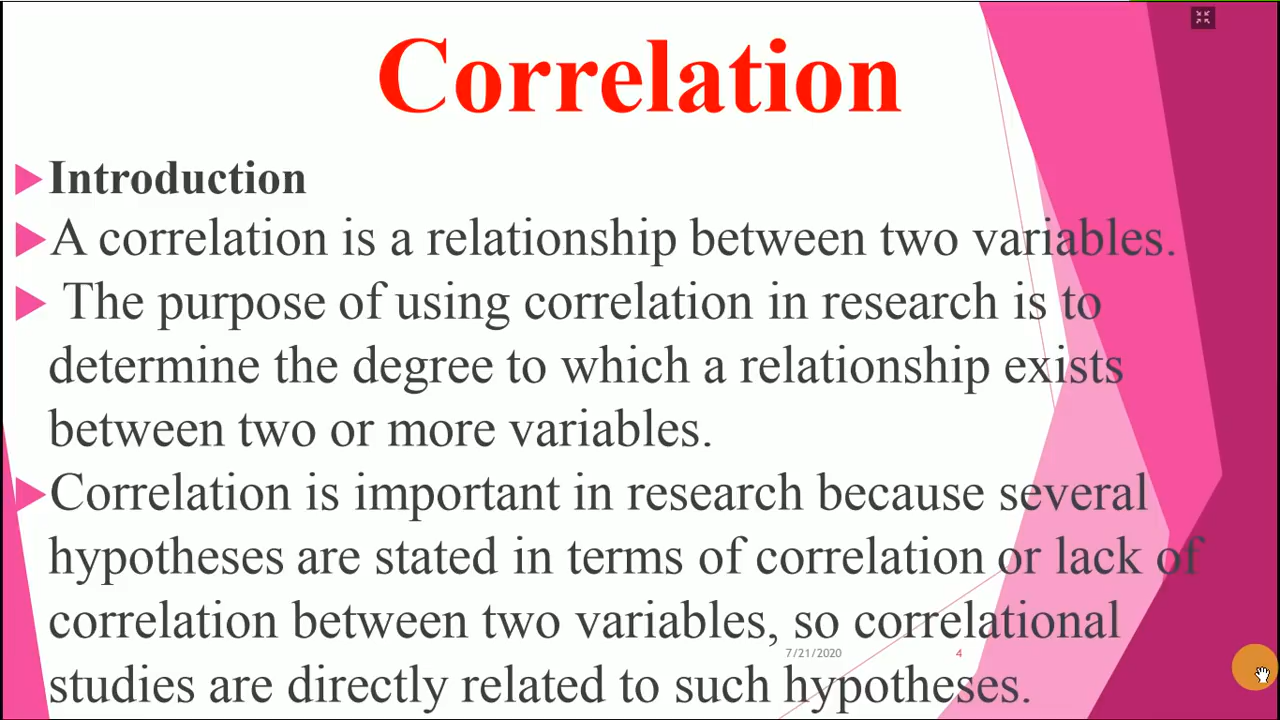 Correlation
Introduction
A correlation is a relationship between two variables.
The purpose of using correlation in research is to
determine the degree to which a relationship exists
between two or more variables.
Correlation is important in research because several
hypotheses are stated in terms of correlation or lack of
correlation between two variables, so correlational
studies are directly related to such hypotheses.
7/21/2020
4